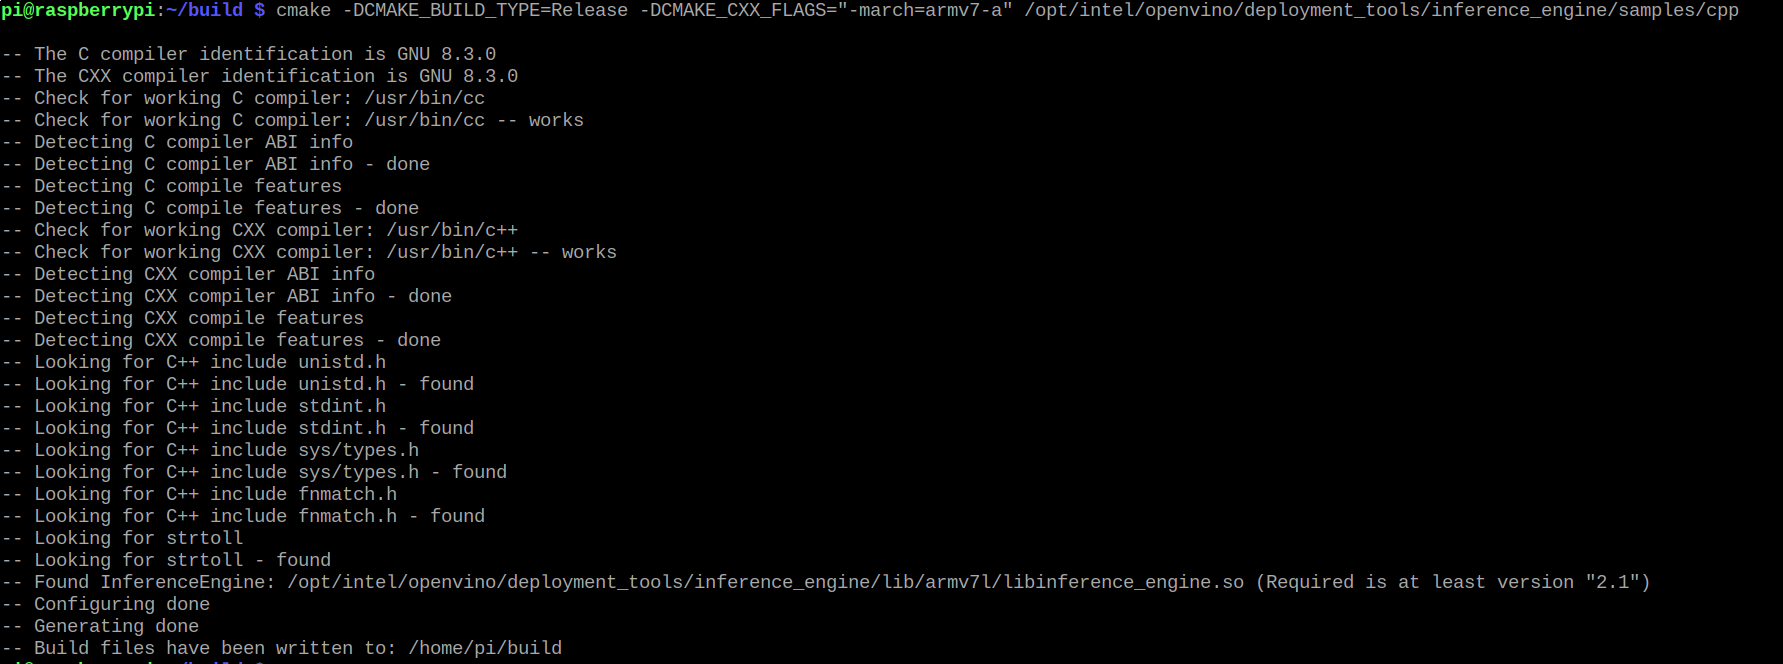 pi@raspberrypi:~/build $ cmake -DCMAKE_BUILD_TYPE=Release -DCMAKE_CXX_FLAGS="-march=armv7-a" /opt/intel/openvino/deployment_tools/inference_engine/samples/cpp
-- The C compiler identification is GNU 8.3.0
-- The CXX compiler identification is GNU 8.3.0
-- Check for working C compiler: /usr/bin/cc
-- Check for working C compiler: /usr/bin/cc -- works
-- Detecting C compiler ABI info
-- Detecting C compiler ABI info - done
-- Detecting C compile features
-- Detecting C compile features - done
-- Check for working CXX compiler: /usr/bin/c++
-- Check for working CXX compiler: /usr/bin/c++ -- works
-- Detecting CXX compiler ABI info
-- Detecting CXX compiler ABI info - done
-- Detecting CXX compile features
-- Detecting CXX compile features - done
-- Looking for C++ include unistd.h
-- Looking for C++ include unistd.h - found
-- Looking for C++ include stdint.h
-- Looking for C++ include stdint.h - found
-- Looking for C++ include sys/types.h
-- Looking for C++ include sys/types.h - found
-- Looking for C++ include fnmatch.h
-- Looking for C++ include fnmatch.h - found
-- Looking for strtoll
-- Looking for strtoll - found
-- Found InferenceEngine: /opt/intel/openvino/deployment_tools/inference_engine/lib/armv7l/libinference_engine.so (Required is at least version "2.1")
-- Configuring done
-- Generating done
-- Build files have been written to: /home/pi/build